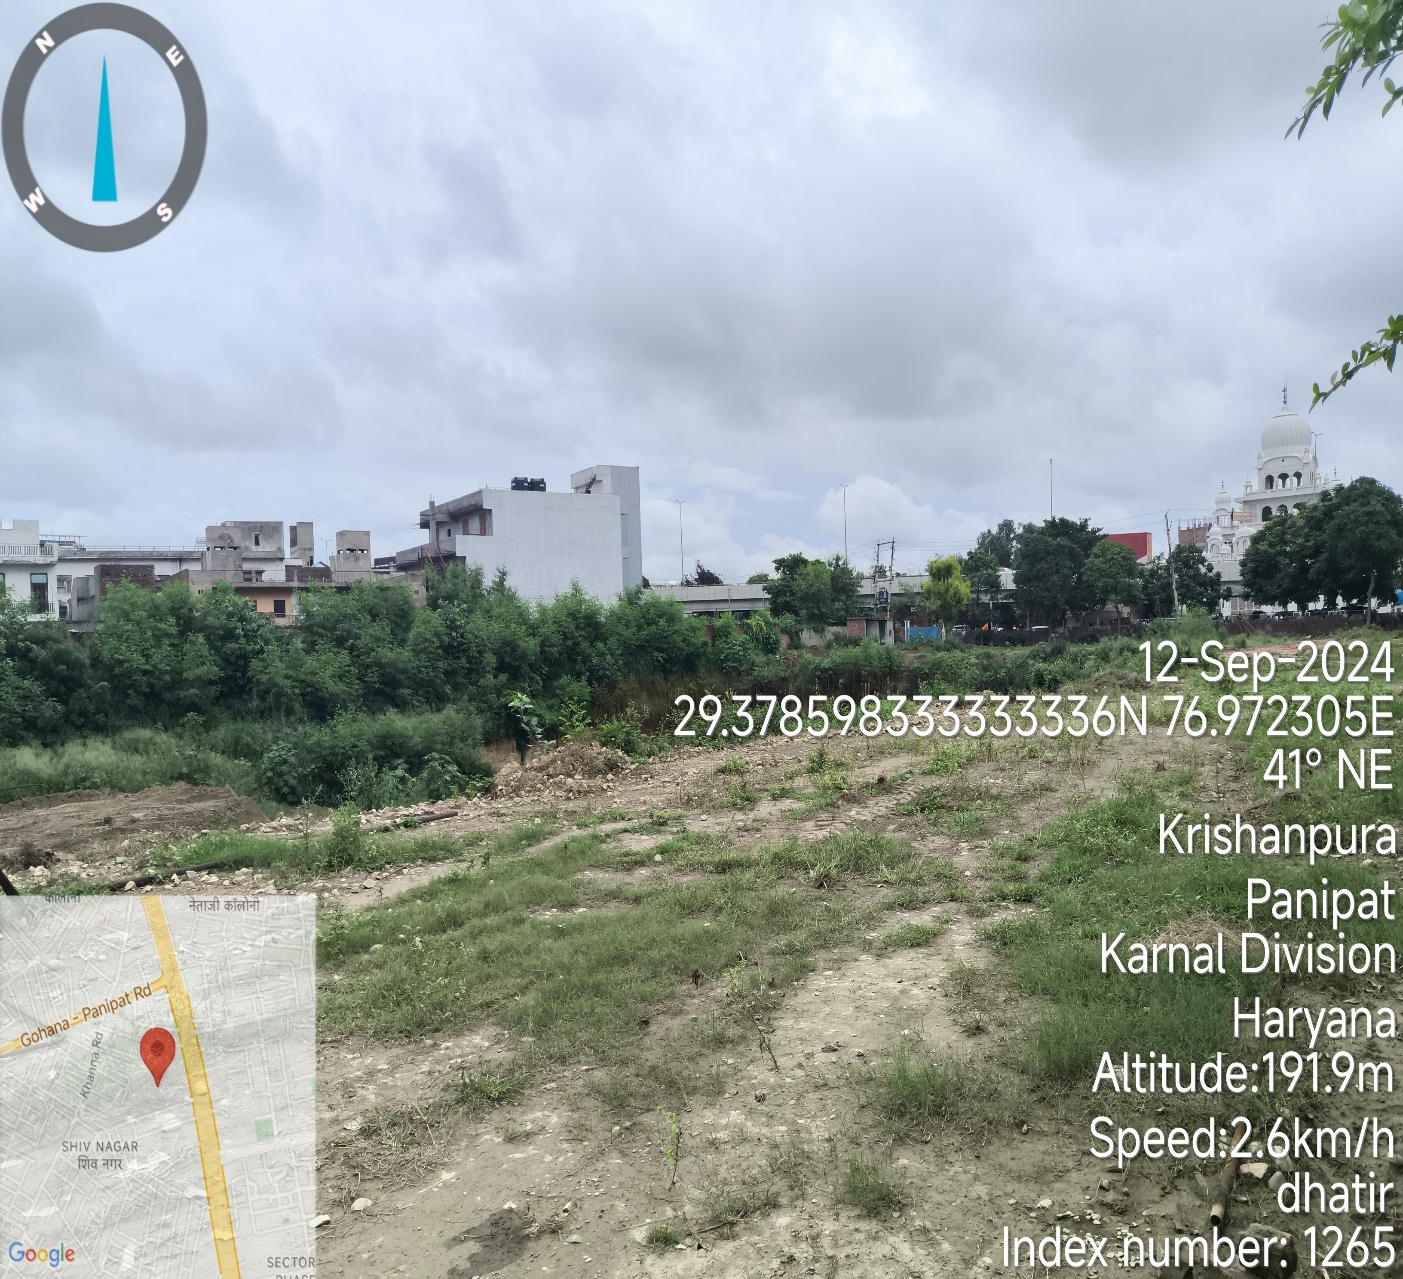 N
E
W
S
12-Sep-2024
29.378598333333336N 76.972305E
41° NE
Krishanpura
Panipat
Karnal Division
Haryana
Altitude:191.9m
Speed:2.6km/h
dhatir
Index number: 1265
कॉलोनी
नेताजी कॉलोनी
Gohana - Panipat Rd
Khanna Rd
SHIV NAGAR
शिव नगर
SECTOR
PHASE
Google